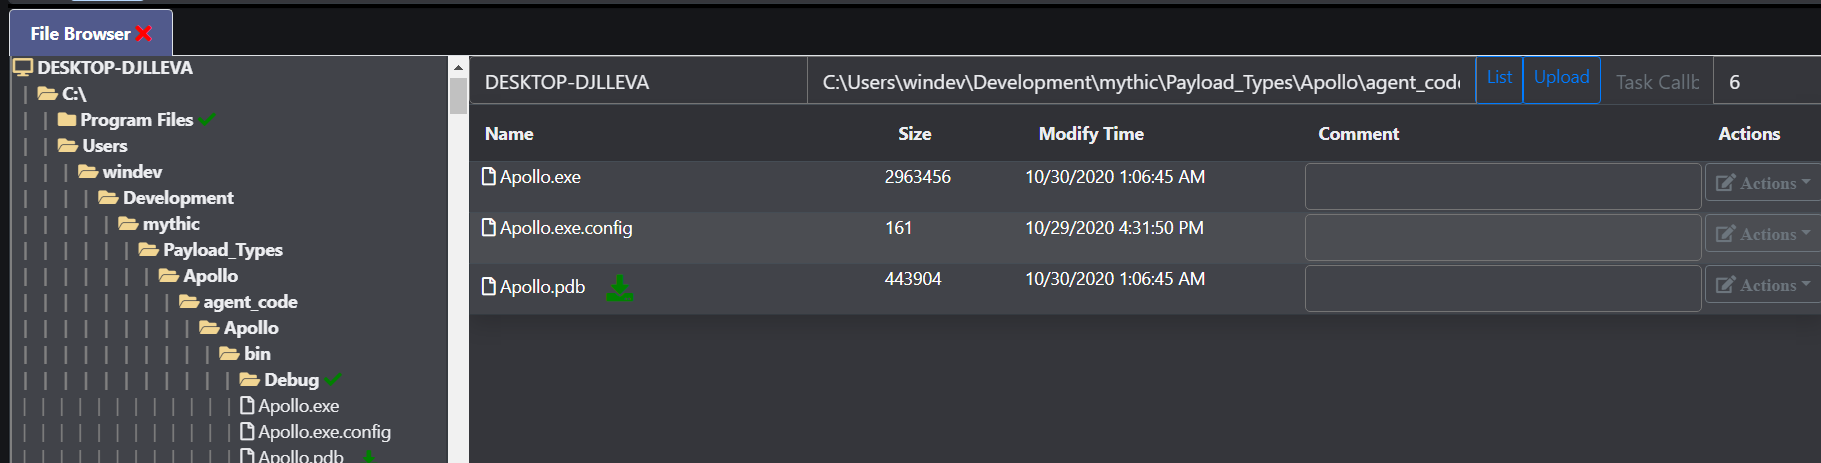 File Browser
DESKTOP-DJLLEVA
C:\
Program Files
Users
windev
Development
mythic
Payload_Types
Apollo
agent_code
Apollo
bin
Debug
Apollo.exe
Apollo.exe.config
Apollo.pdb
DESKTOP-DJLLEVA C:\Users\windev\Development\mythic\Payload_Types\Apollo\agent_cod List Upload Task Callb 6
Name Size Modify Time Comment Actions
Apollo.exe 2963456 10/30/2020 1:06:45 AM Actions
Apollo.exe.config 161 10/29/2020 4:31:50 PM Actions
Apollo.pdb 443904 10/30/2020 1:06:45 AM Actions